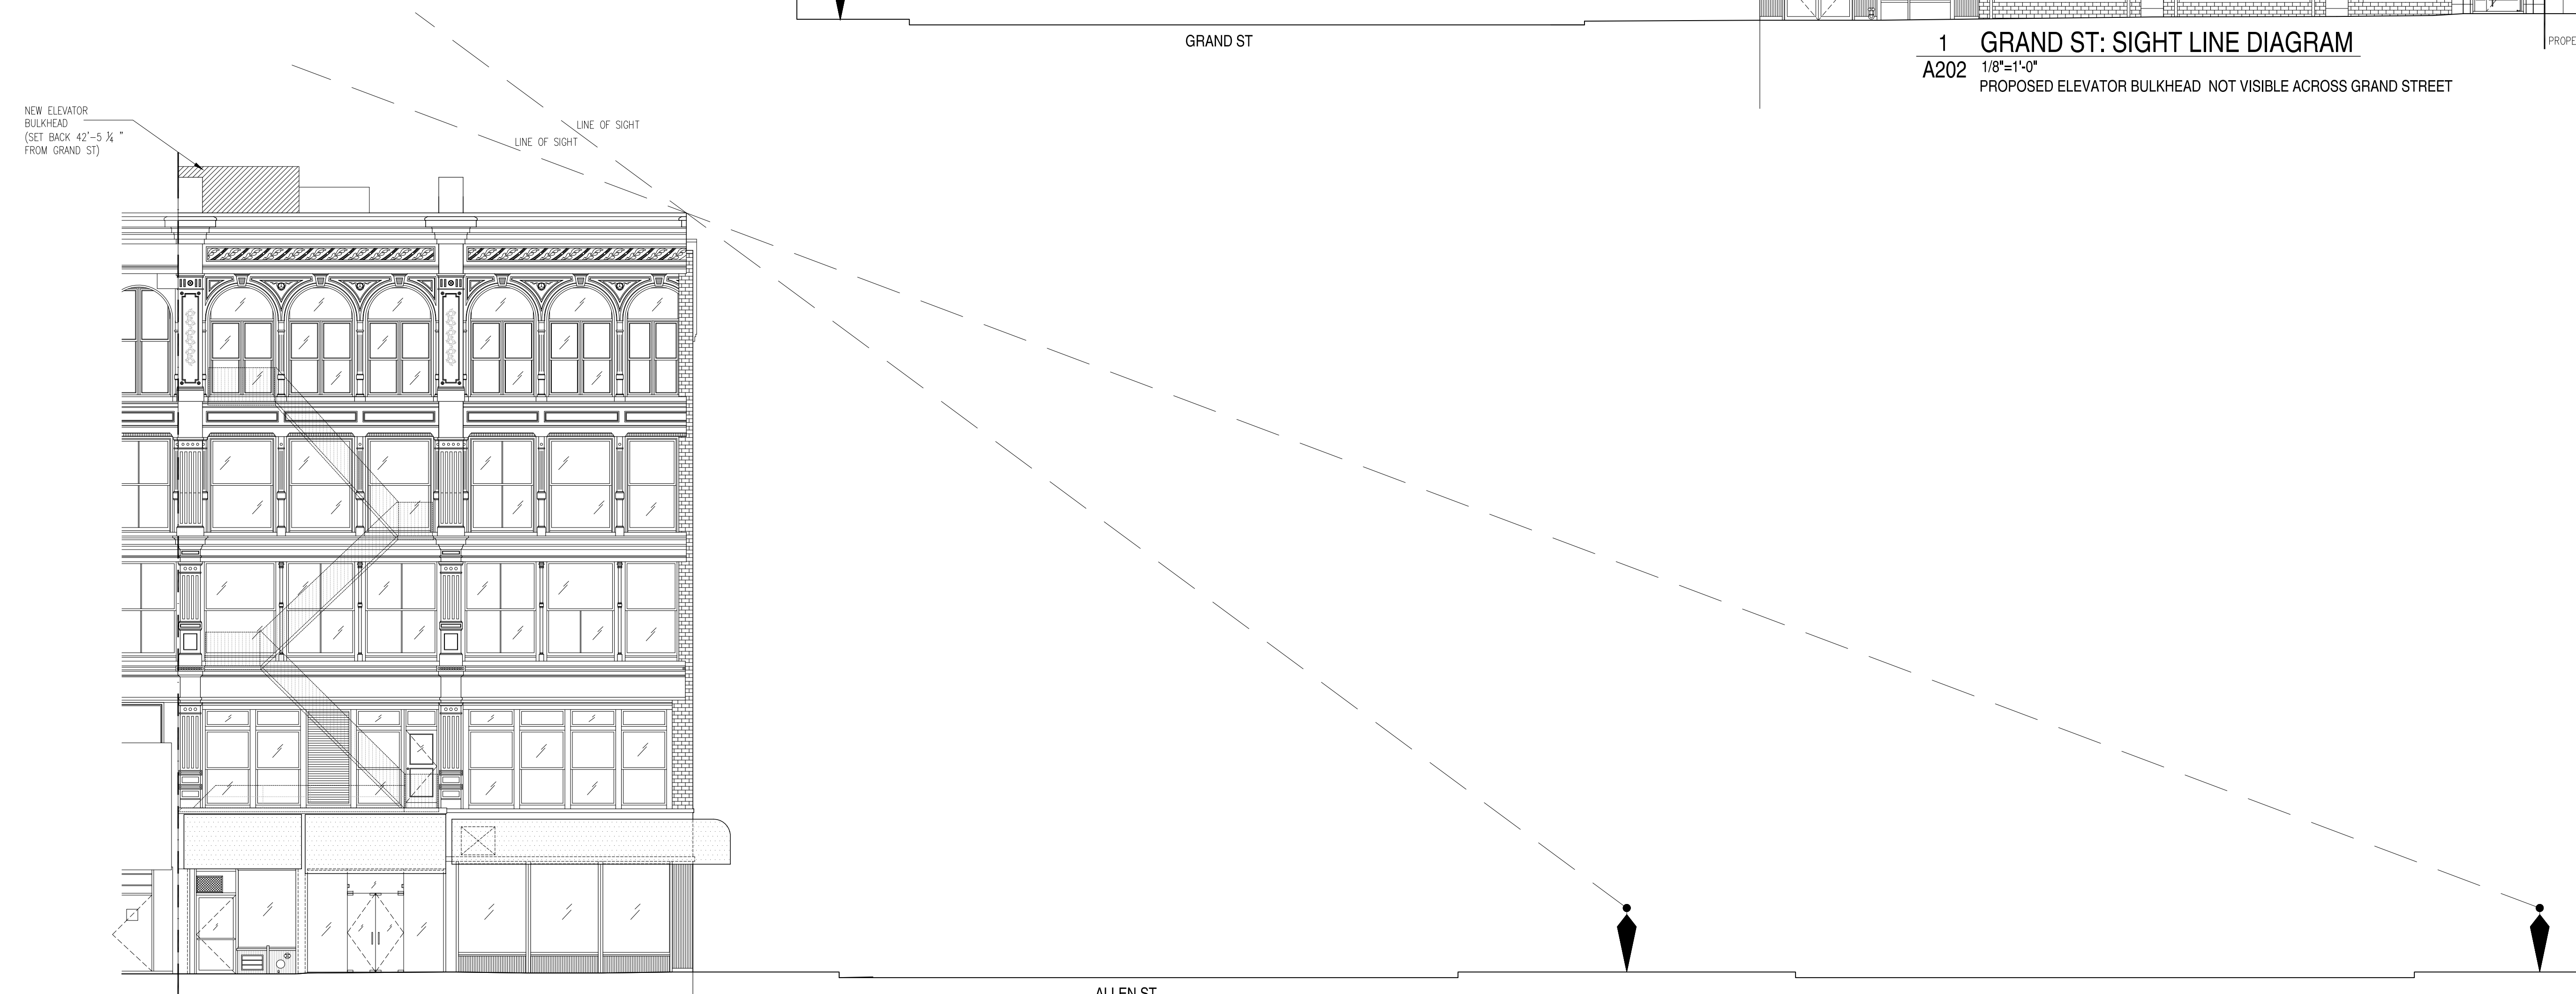 GRAND ST
1 GRAND ST: SIGHT LINE DIAGRAM
A202 1/8"=1'-0"
PROPOSED ELEVATOR BULKHEAD NOT VISIBLE ACROSS GRAND STREET
PROPE
NEW ELEVATOR
BULKHEAD
(SET BACK 42'-5 ¼ "
FROM GRAND ST)
LINE OF SIGHT
LINE OF SIGHT
ALLEN ST